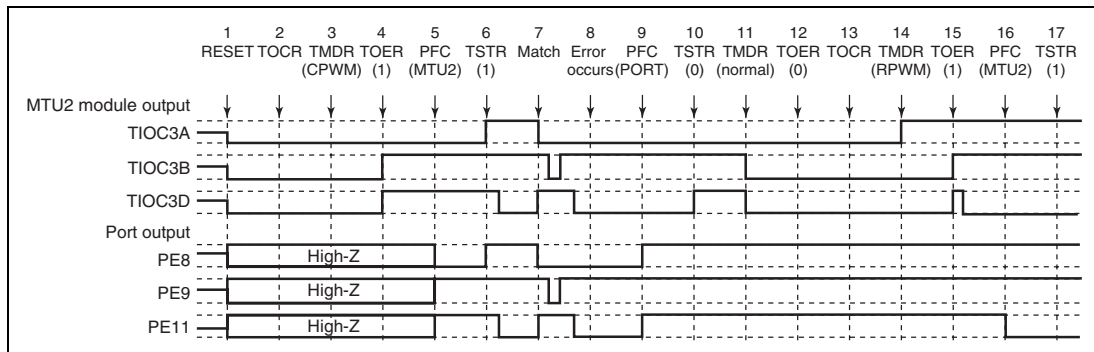 1 2 3 4 5 6 7 8 9 10 11 12 13 14 15 16 17
RESET TOCR TMDR TOER PFC TSTR Match Error PFC TSTR TMDR TOER TOCR TMDR TOER PFC TSTR
(CPWM) (1) (MTU2) (1) occurs (PORT) (0) (normal) (0) (RPWM) (1) (MTU2) (1)
MTU2 module output
TIOC3A
TIOC3B
TIOC3D
Port output
PE8 High-Z
PE9 High-Z
PE11 High-Z